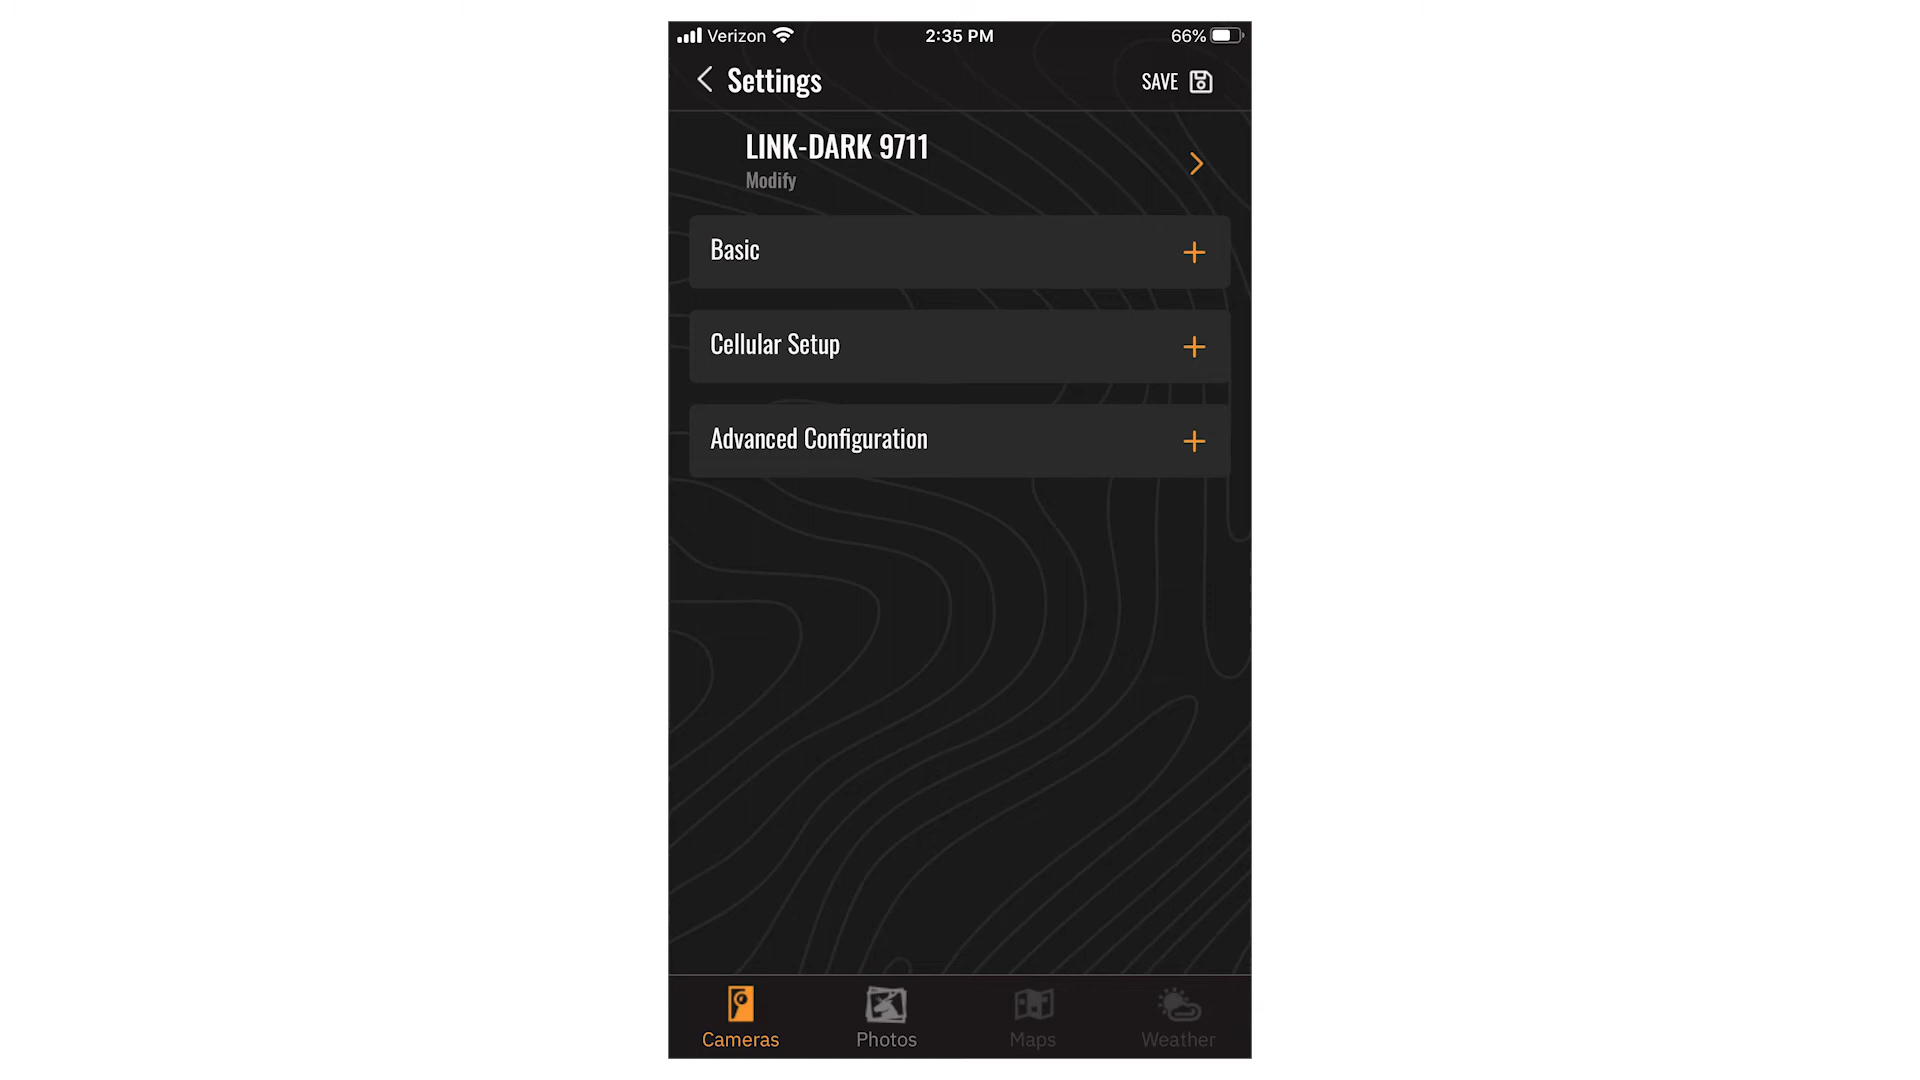 Verizon 2:35 PM 66%
Settings SAVE
LINK-DARK 9711
Modify
Basic
Cellular Setup
Advanced Configuration
Cameras Photos Maps Weather